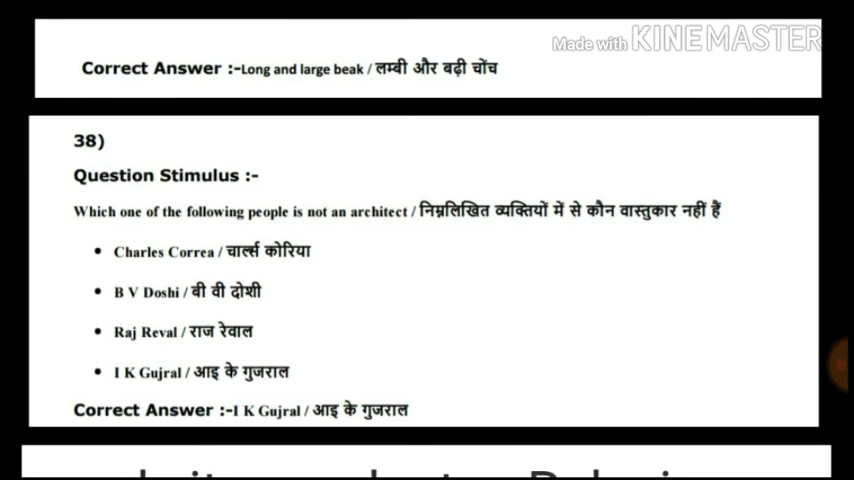 Made with KINEMASTER
Correct Answer :-Long and large beak / लम्बी और बढ़ी चोंच
38)
Question Stimulus :-
Which one of the following people is not an architect / निम्नलिखित व्यक्तियों में से कौन वास्तुकार नहीं हैं
• Charles Correa / चार्ल्स कोरिया
• B V Doshi / बी वी दोशी
• Raj Reval / राज रेवाल
• I K Gujral / आइ के गुजराल
Correct Answer :-I K Gujral / आइ के गुजराल